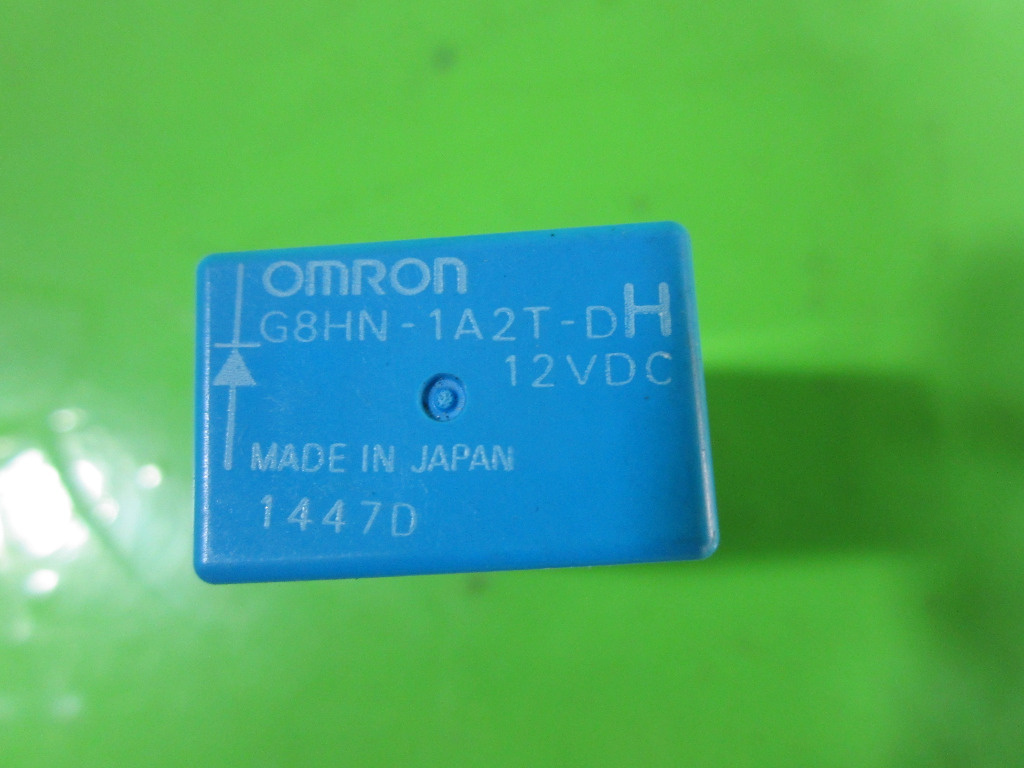 OMRON
G8HN-1A2T-DH
12VDC
MADE IN JAPAN
1447D